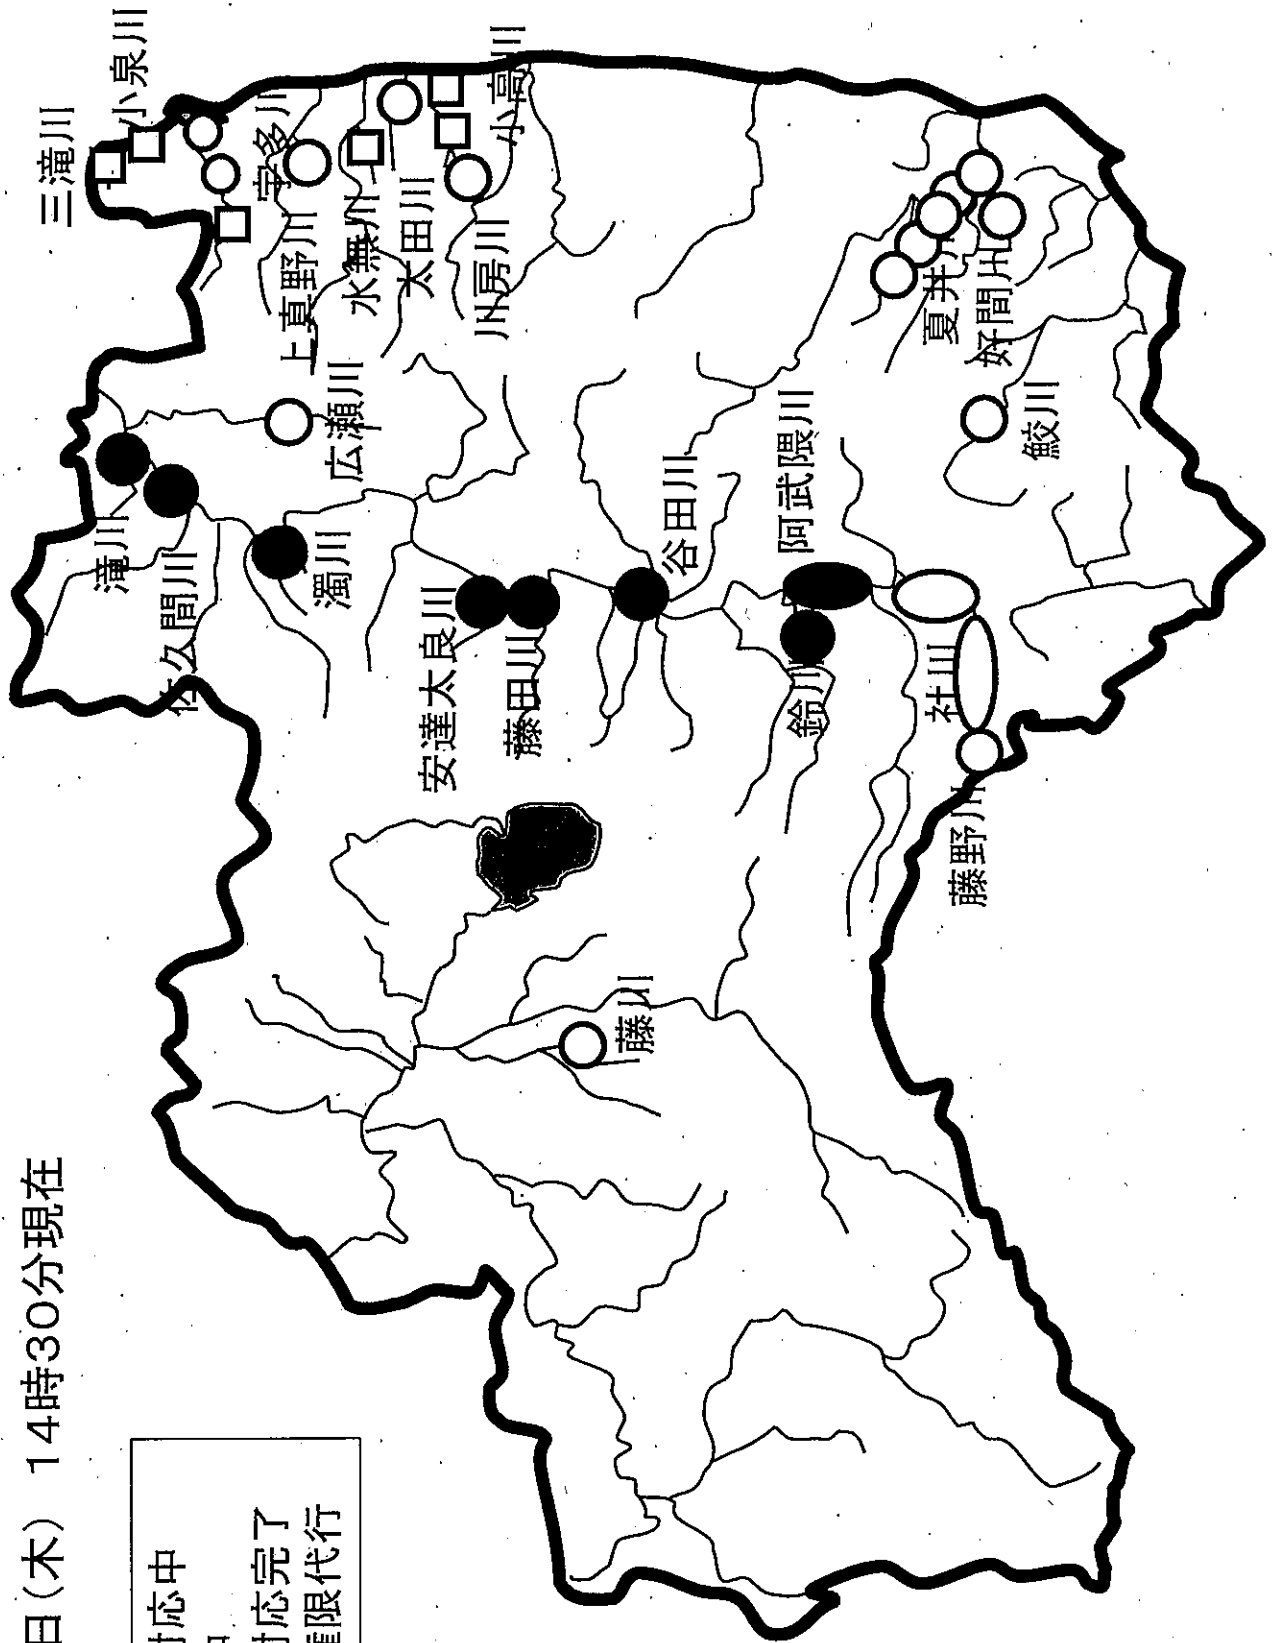 日(木) 14時30分現在
対応中
対応完了
権限代行
三滝川
小泉川
宇多川
上真野川
水無川
太田川
小高川
川房川
広瀬川
滝川
佐久間川
濁川
安達太良川
藤田川
谷田川
阿武隈川
鈴川
社川
藤野川
夏井川
好間川
鮫川
藤川